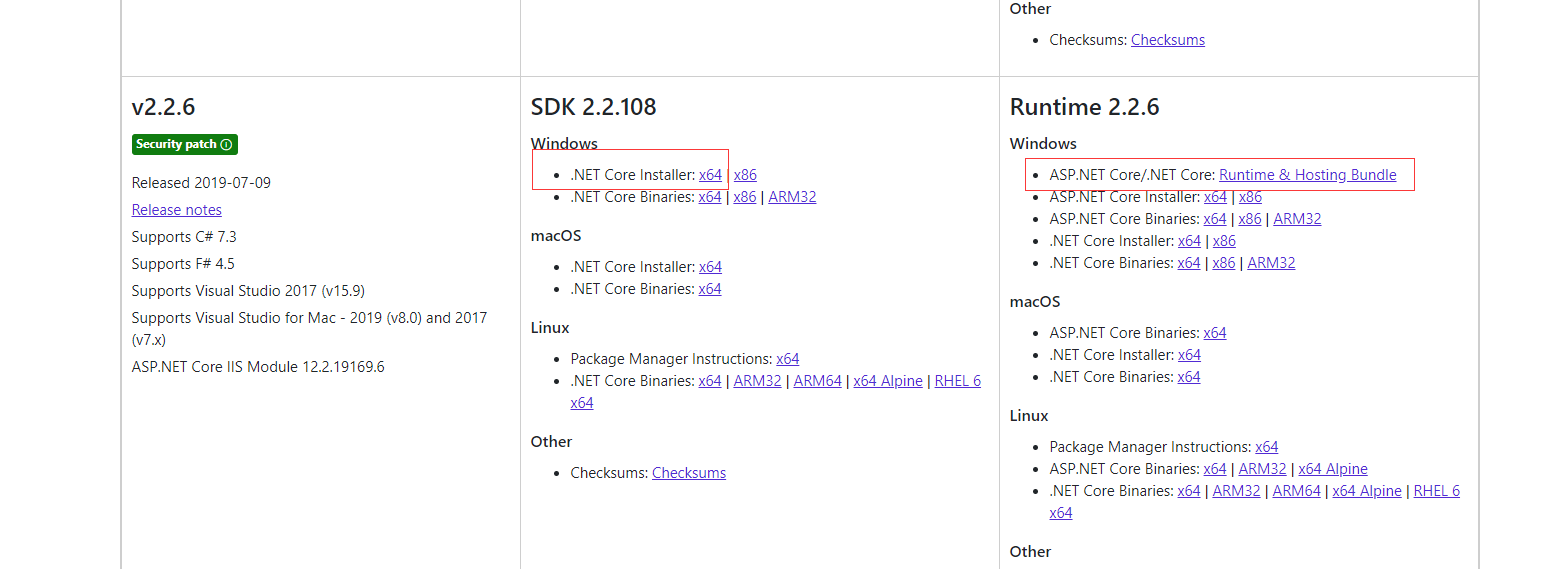 Other
Checksums: Checksums
v2.2.6
Security patch
Released 2019-07-09
Release notes
Supports C# 7.3
Supports F# 4.5
Supports Visual Studio 2017 (v15.9)
Supports Visual Studio for Mac - 2019 (v8.0) and 2017
(v7.x)
ASP.NET Core IIS Module 12.2.19169.6
SDK 2.2.108
Windows
.NET Core Installer: x64 x86
.NET Core Binaries: x64 | x86 | ARM32
macOS
.NET Core Installer: x64
.NET Core Binaries: x64
Linux
Package Manager Instructions: x64
.NET Core Binaries: x64 | ARM32 | ARM64 | x64 Alpine | RHEL 6
x64
Other
Checksums: Checksums
Runtime 2.2.6
Windows
ASP.NET Core/.NET Core: Runtime & Hosting Bundle
ASP.NET Core Installer: x64 | x86
ASP.NET Core Binaries: x64 | x86 | ARM32
.NET Core Installer: x64 | x86
.NET Core Binaries: x64 | x86 | ARM32
macOS
ASP.NET Core Binaries: x64
.NET Core Installer: x64
.NET Core Binaries: x64
Linux
Package Manager Instructions: x64
ASP.NET Core Binaries: x64 | ARM32 | x64 Alpine
.NET Core Binaries: x64 | ARM32 | ARM64 | x64 Alpine | RHEL 6
x64
Other